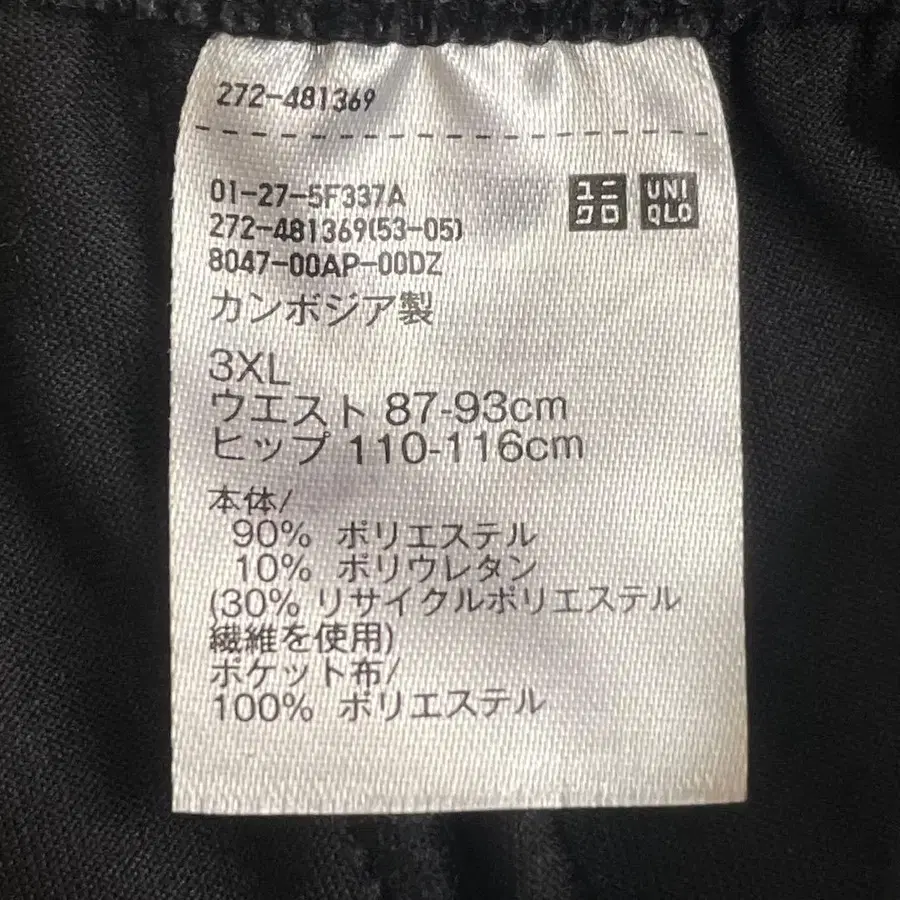 272-481369
01-27-5F337A
272-481369(53-05)
8047-00AP-00DZ
ユニ
クロ
UNI
QLO
カンボジア製
3XL
ウエスト 87-93cm
ヒップ 110-116cm
本体/
90% ポリエステル
10% ポリウレタン
(30% リサイクルポリエステル
繊維を使用)
ポケット布/
100% ポリエステル